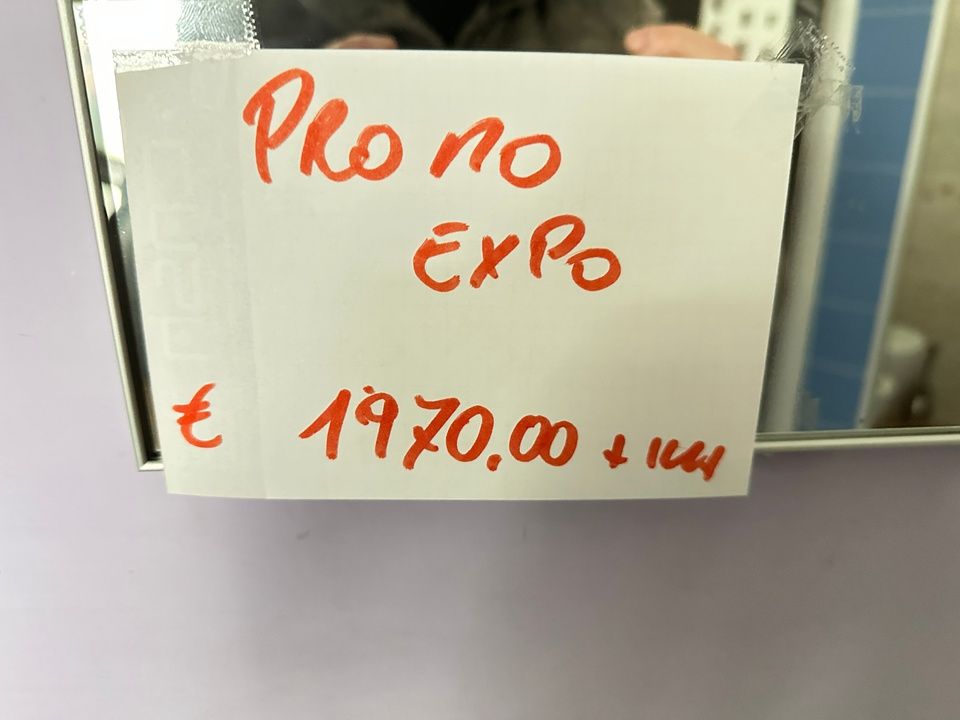 PROMO
EXPO
€ 1970.00 + IVA